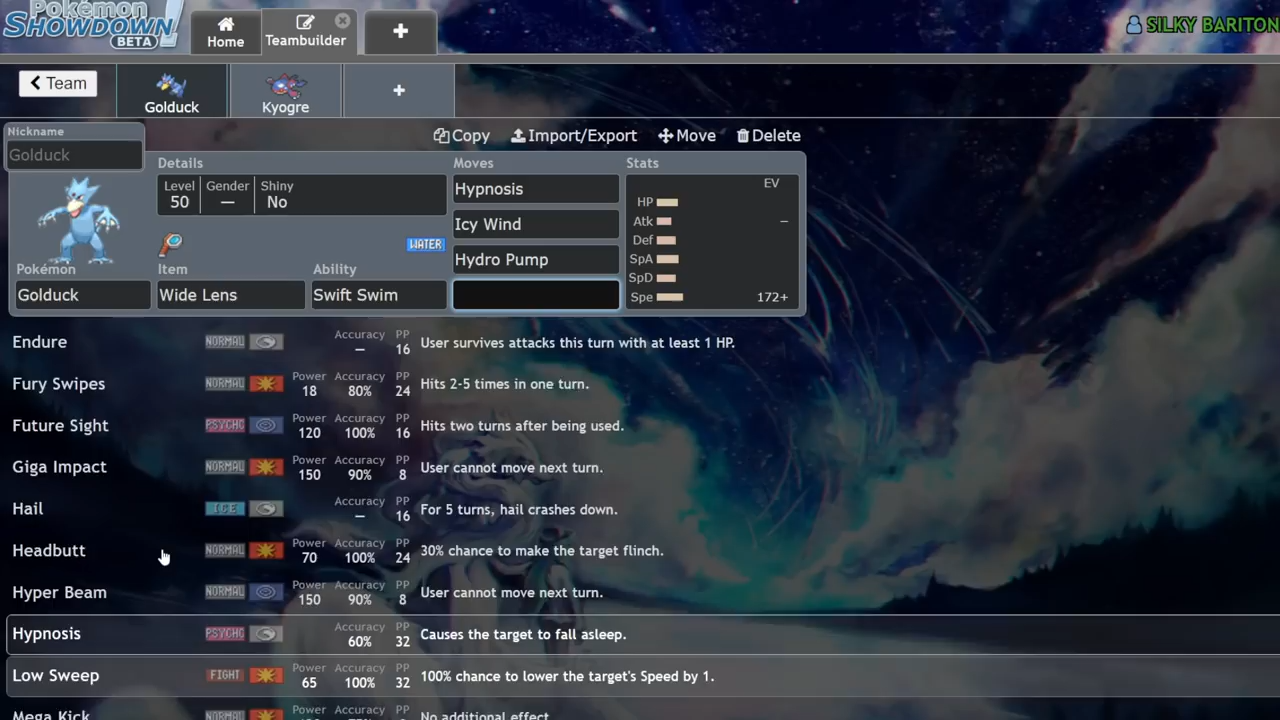 Pokémon
SHOWDOWN!
BETA
Home
Teambuilder
SILKY BARITON
Team
Golduck
Kyogre
Nickname
Golduck
Copy
Import/Export
Move
Delete
Details
Level
Gender
Shiny
50
—
No
WATER
Pokémon
Golduck
Item
Wide Lens
Ability
Swift Swim
Moves
Hypnosis
Icy Wind
Hydro Pump
Stats
EV
HP
Atk –
Def
SpA
SpD
Spe 172+
Endure NORMAL Accuracy — PP 16 User survives attacks this turn with at least 1 HP.
Fury Swipes NORMAL Power 18 Accuracy 80% PP 24 Hits 2-5 times in one turn.
Future Sight PSYCHC Power 120 Accuracy 100% PP 16 Hits two turns after being used.
Giga Impact NORMAL Power 150 Accuracy 90% PP 8 User cannot move next turn.
Hail ICE Accuracy — PP 16 For 5 turns, hail crashes down.
Headbutt NORMAL Power 70 Accuracy 100% PP 24 30% chance to make the target flinch.
Hyper Beam NORMAL Power 150 Accuracy 90% PP 8 User cannot move next turn.
Hypnosis PSYCHC Accuracy 60% PP 32 Causes the target to fall asleep.
Low Sweep FIGHT Power 65 Accuracy 100% PP 32 100% chance to lower the target's Speed by 1.
Mega Kick NORMAL Power Accuracy PP No additional effect.